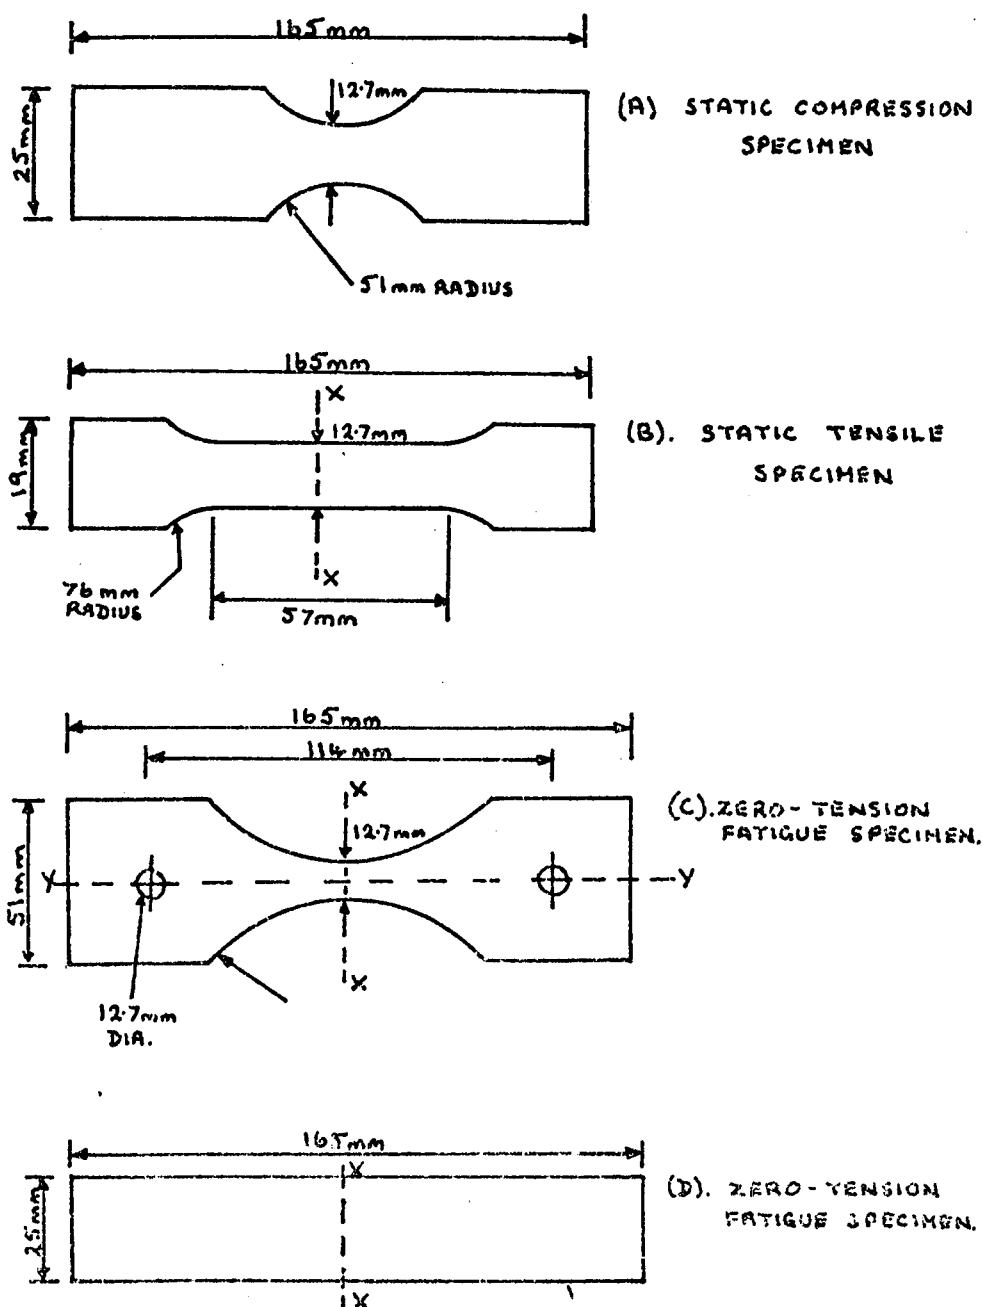 165mm
12.7mm
25mm
(A) STATIC COMPRESSION
SPECIMEN
51mm RADIUS
165mm
X
12.7mm
19mm
(B). STATIC TENSILE
SPECIMEN
X
76mm
RADIUS
57mm
165mm
114mm
X
12.7mm
(C). ZERO-TENSION
FATIGUE SPECIMEN.
51mm
Y
Y
X
12.7mm
DIA.
165mm
X
25mm
(D). ZERO-TENSION
FATIGUE SPECIMEN.
X